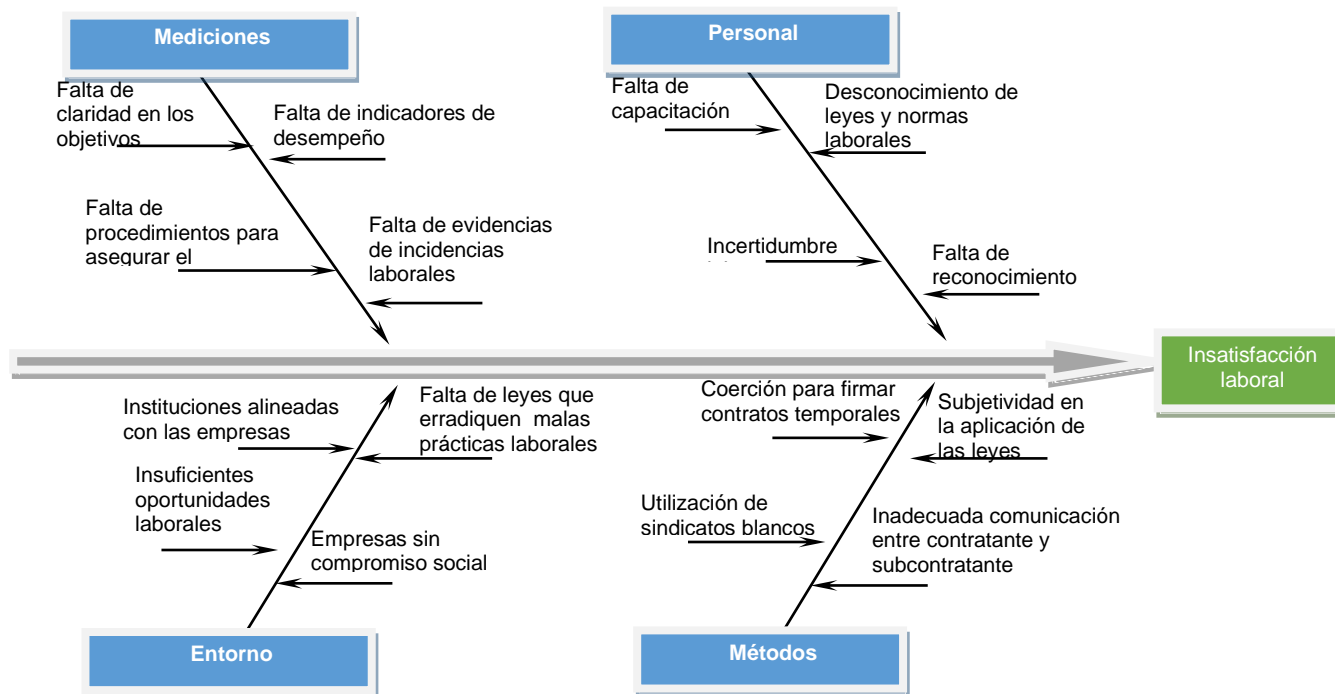 Mediciones
Personal
Falta de
claridad en los
objetivos
Falta de indicadores de
desempeño
Falta de
capacitación
Desconocimiento de
leyes y normas
laborales
Falta de
procedimientos para
asegurar el
Falta de evidencias
de incidencias
laborales
Incertidumbre
Falta de
reconocimiento
Insatisfacción
laboral
Instituciones alineadas
con las empresas
Falta de leyes que
erradiquen  malas
prácticas laborales
Coerción para firmar
contratos temporales
Subjetividad en
la aplicación de
las leyes
Insuficientes
oportunidades
laborales
Empresas sin
compromiso social
Utilización de
sindicatos blancos
Inadecuada comunicación
entre contratante y
subcontratante
Entorno
Métodos